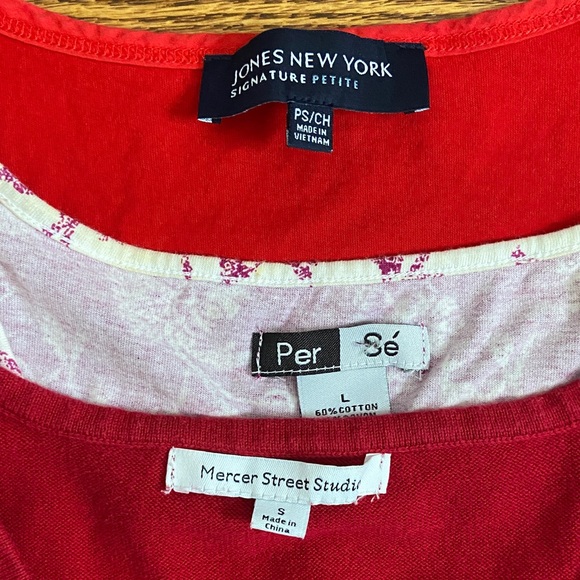 JONES NEW YORK
SIGNATURE PETITE
PS/CH
MADE IN
VIETNAM
Per Sé
L
60% COTTON
Mercer Street Studio
S
Made in
China